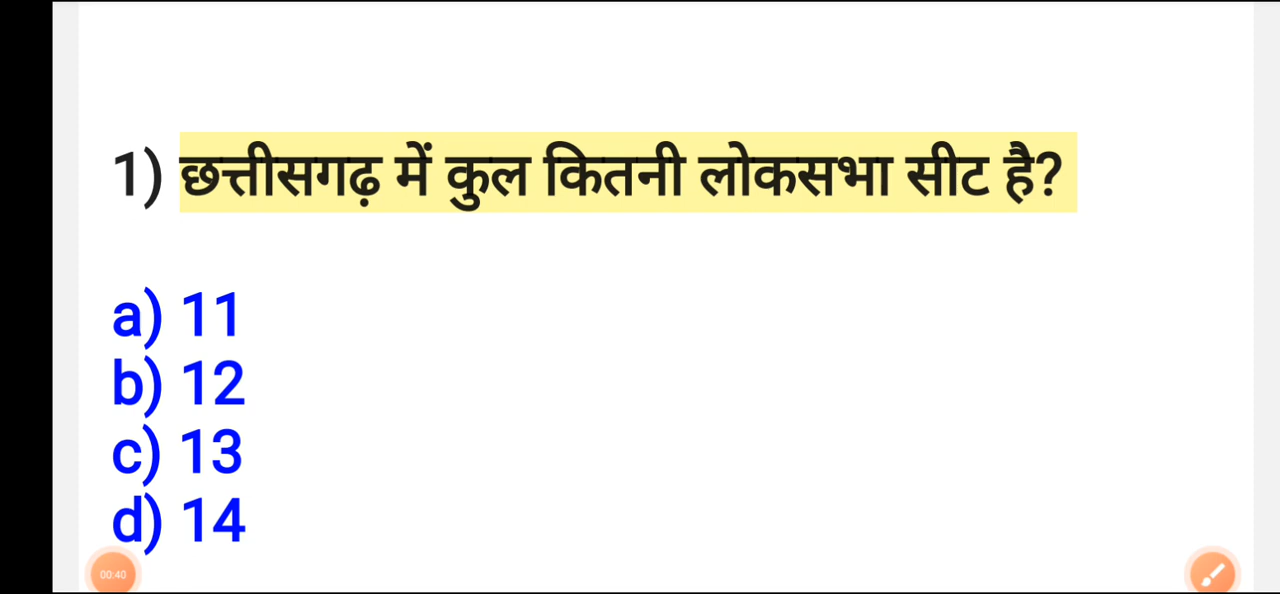 1) छत्तीसगढ़ में कुल कितनी लोकसभा सीट है?
a) 11
b) 12
c) 13
d) 14
00:40